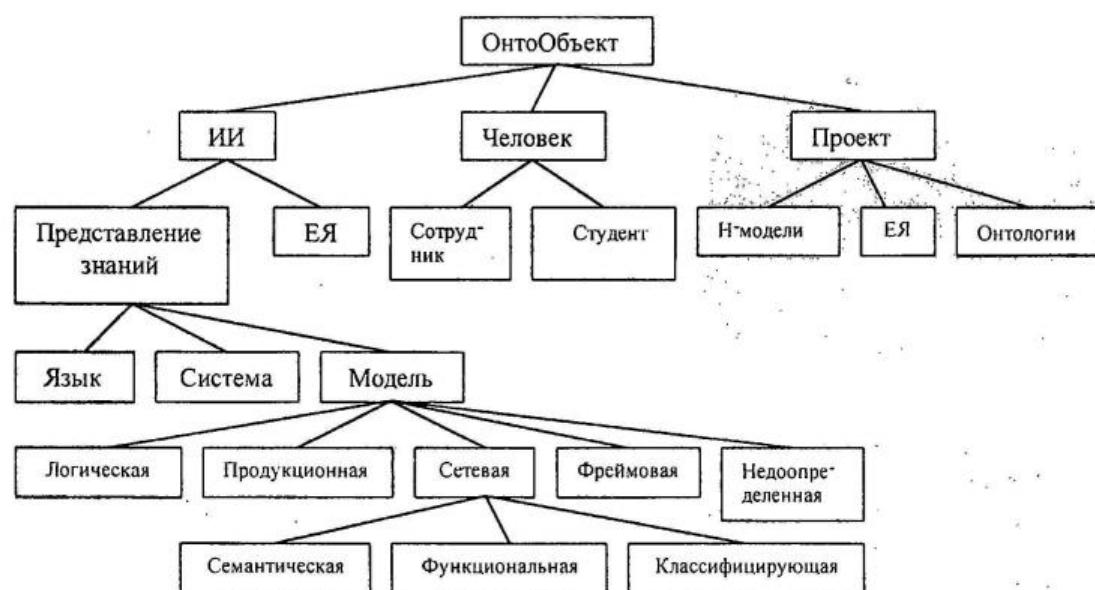 ОнтоОбъект
ИИ
Человек
Проект
Представление
знаний
ЕЯ
Сотруд-
ник
Студент
Н-модели
ЕЯ
Онтологии
Язык
Система
Модель
Логическая
Продукционная
Сетевая
Фреймовая
Недоопре-
деленная
Семантическая
Функциональная
Классифицирующая